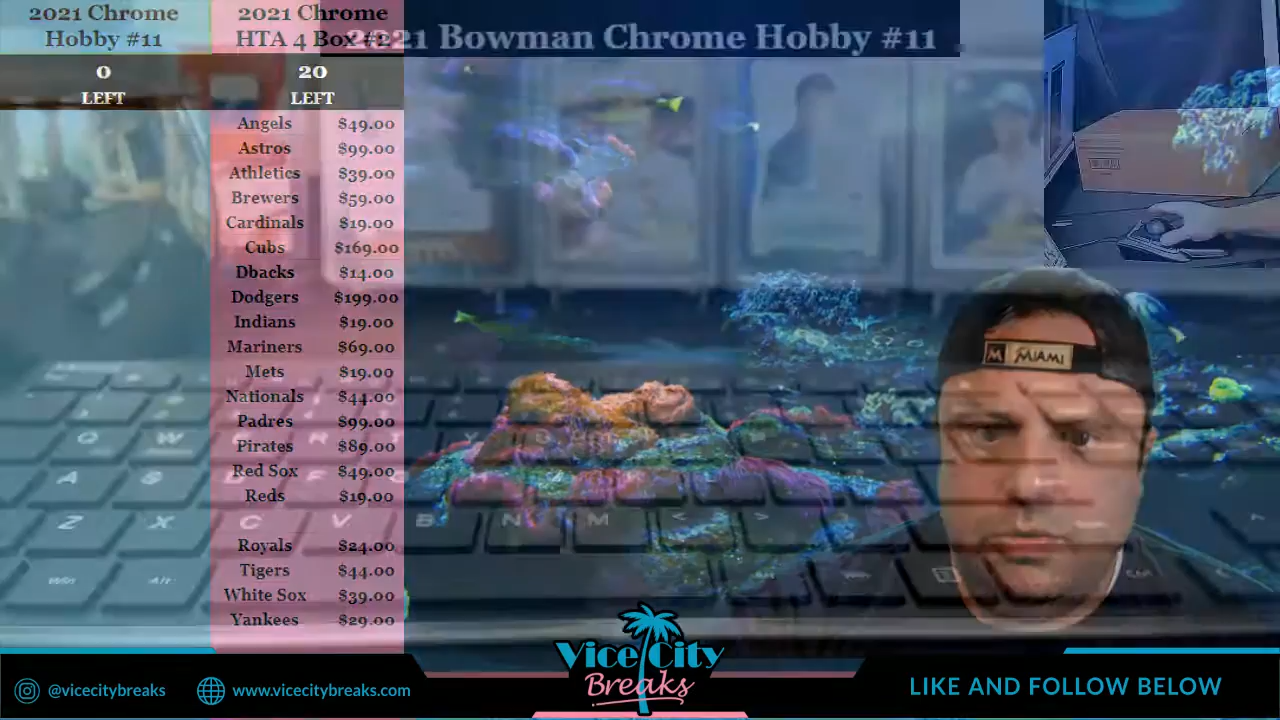 2021 Chrome
Hobby #11
0
LEFT
2021 Chrome
HTA 4 Box #2
20
LEFT
2021 Bowman Chrome Hobby #11
Angels $49.00
Astros $99.00
Athletics $39.00
Brewers $59.00
Cardinals $19.00
Cubs $169.00
Dbacks $14.00
Dodgers $199.00
Indians $19.00
Mariners $69.00
Mets $19.00
Nationals $44.00
Padres $99.00
Pirates $89.00
Red Sox $49.00
Reds $19.00
Royals $24.00
Tigers $44.00
White Sox $39.00
Yankees $29.00
M MIAMI
Q W R Y
A S D F
Z X C V B N M < >
Win Alt
Vice City
Breaks
@vicecitybreaks
www.vicecitybreaks.com
LIKE AND FOLLOW BELOW